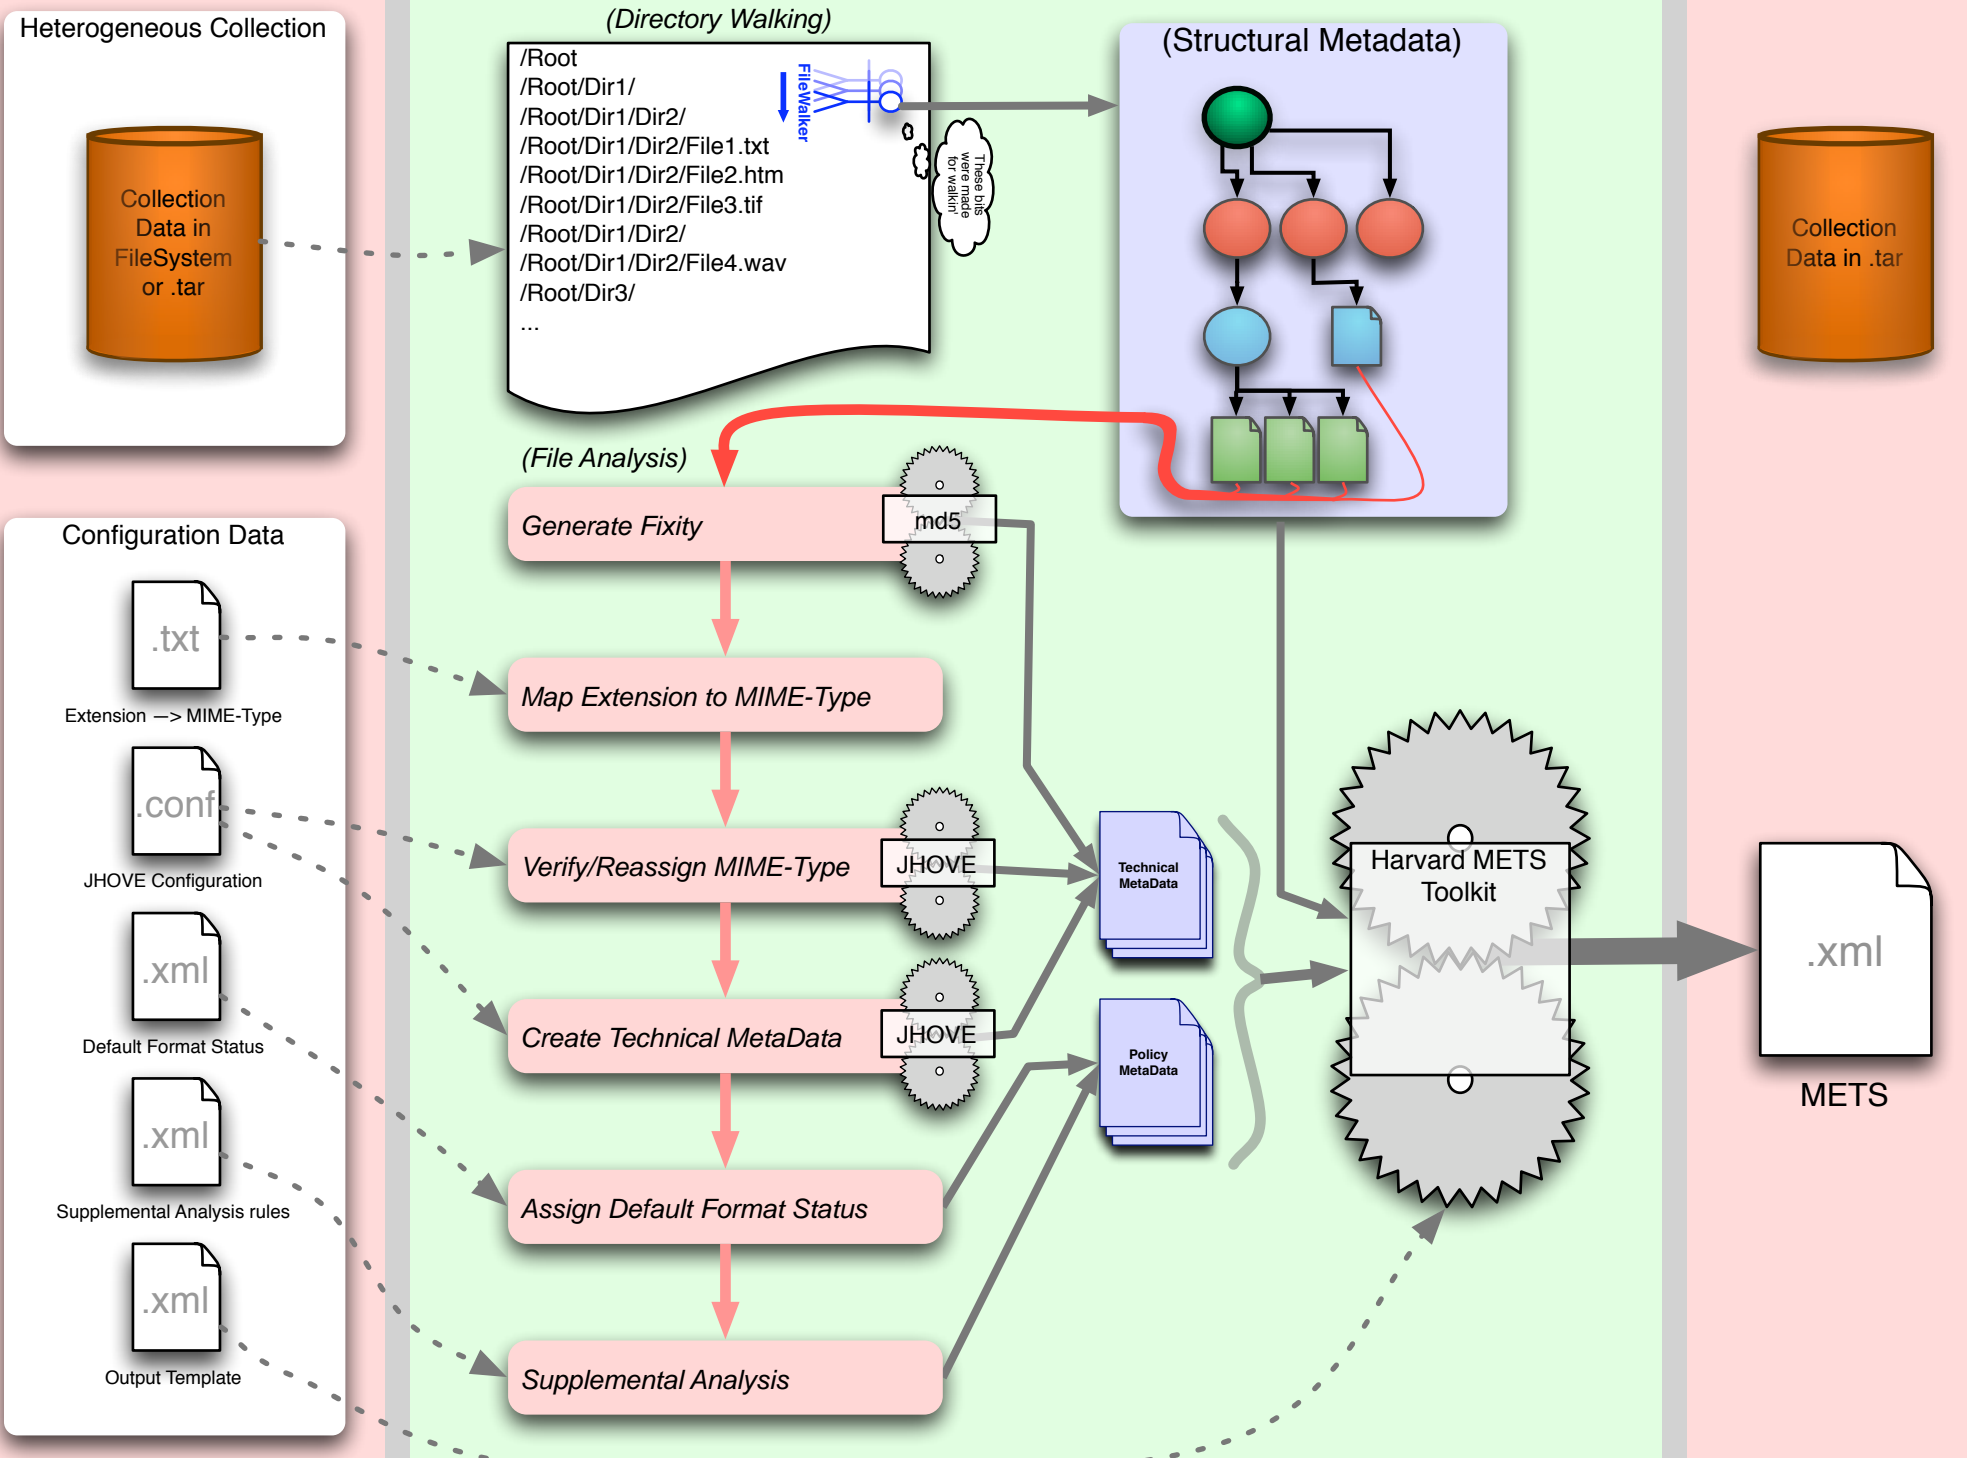 Heterogeneous Collection
Collection
Data in
FileSystem
or .tar
Configuration Data
.txt
Extension —> MIME-Type
.conf
JHOVE Configuration
.xml
Default Format Status
.xml
Supplemental Analysis rules
.xml
Output Template
(Directory Walking)
/Root
/Root/Dir1/
/Root/Dir1/Dir2/
/Root/Dir1/Dir2/File1.txt
/Root/Dir1/Dir2/File2.htm
/Root/Dir1/Dir2/File3.tif
/Root/Dir1/Dir2/
/Root/Dir1/Dir2/File4.wav
/Root/Dir3/
...
FileWalker
These bits
were made
for walkin'
(Structural Metadata)
(File Analysis)
Generate Fixity
md5
Map Extension to MIME-Type
Verify/Reassign MIME-Type
JHOVE
Create Technical MetaData
JHOVE
Assign Default Format Status
Supplemental Analysis
Technical
MetaData
Policy
MetaData
Harvard METS
Toolkit
Collection
Data in .tar
.xml
METS